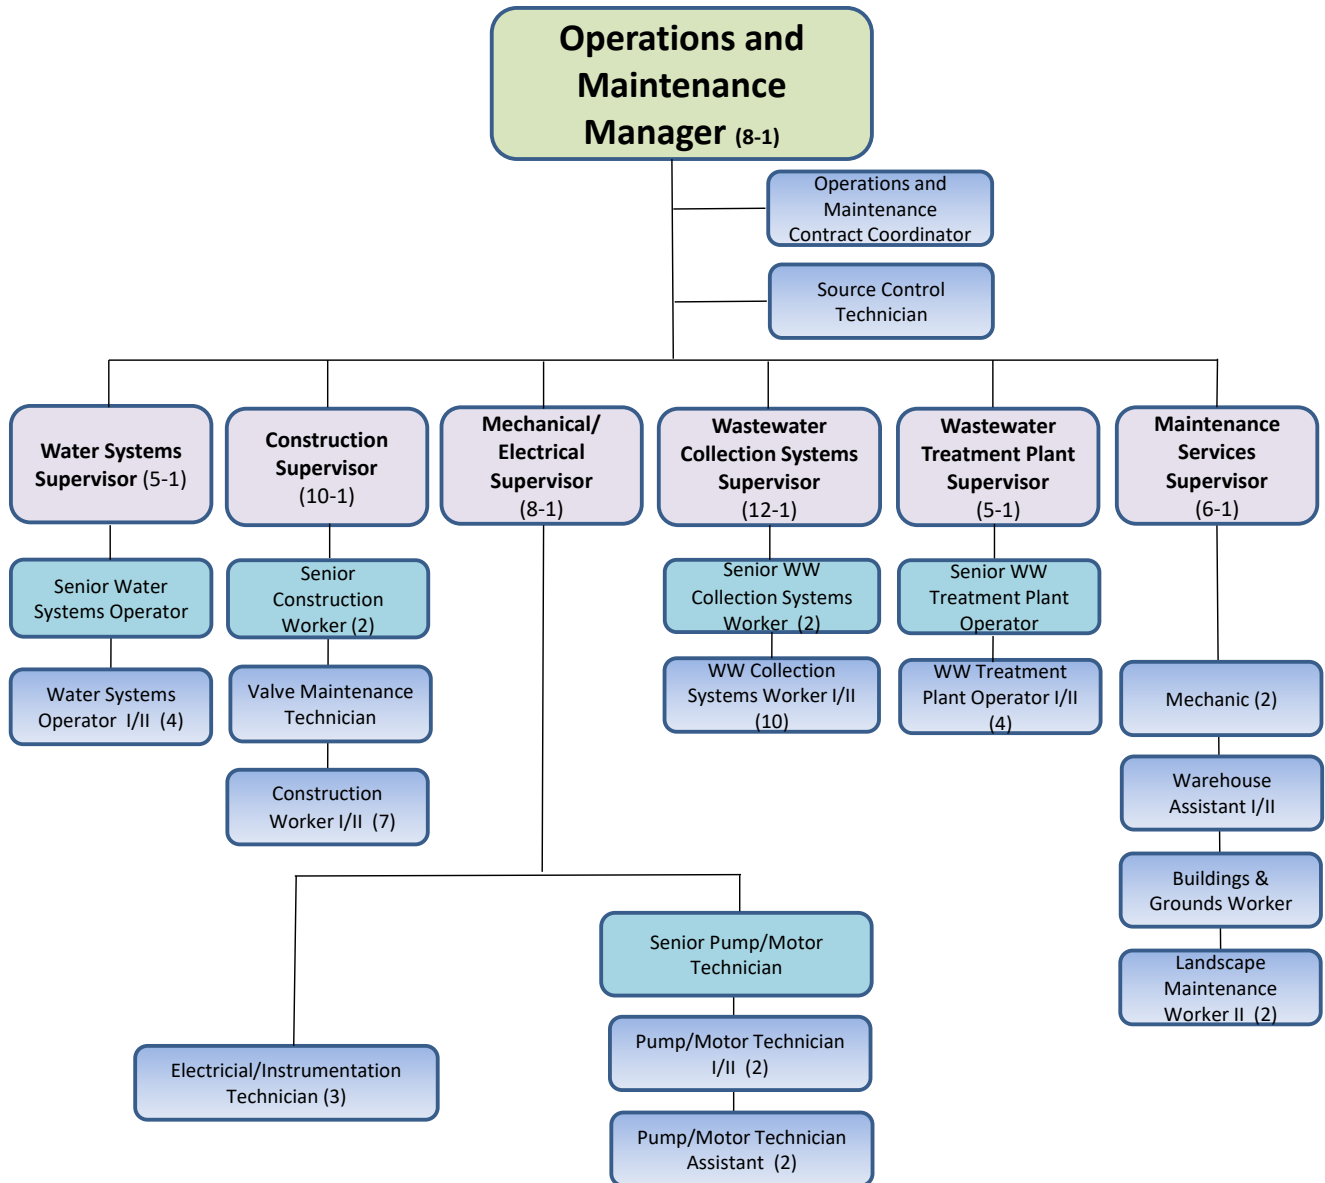 Operations and
Maintenance
Manager (8-1)
Operations and
Maintenance
Contract Coordinator
Source Control
Technician
Water Systems
Supervisor (5-1)
Construction
Supervisor
(10-1)
Mechanical/
Electrical
Supervisor
(8-1)
Wastewater
Collection Systems
Supervisor
(12-1)
Wastewater
Treatment Plant
Supervisor
(5-1)
Maintenance
Services
Supervisor
(6-1)
Senior Water
Systems Operator
Senior
Construction
Worker (2)
Senior WW
Collection Systems
Worker (2)
Senior WW
Treatment Plant
Operator
Water Systems
Operator I/II (4)
Valve Maintenance
Technician
WW Collection
Systems Worker I/II
(10)
WW Treatment
Plant Operator I/II
(4)
Mechanic (2)
Construction
Worker I/II (7)
Warehouse
Assistant I/II
Buildings &
Grounds Worker
Senior Pump/Motor
Technician
Landscape
Maintenance
Worker II (2)
Electricial/Instrumentation
Technician (3)
Pump/Motor Technician
I/II (2)
Pump/Motor Technician
Assistant (2)